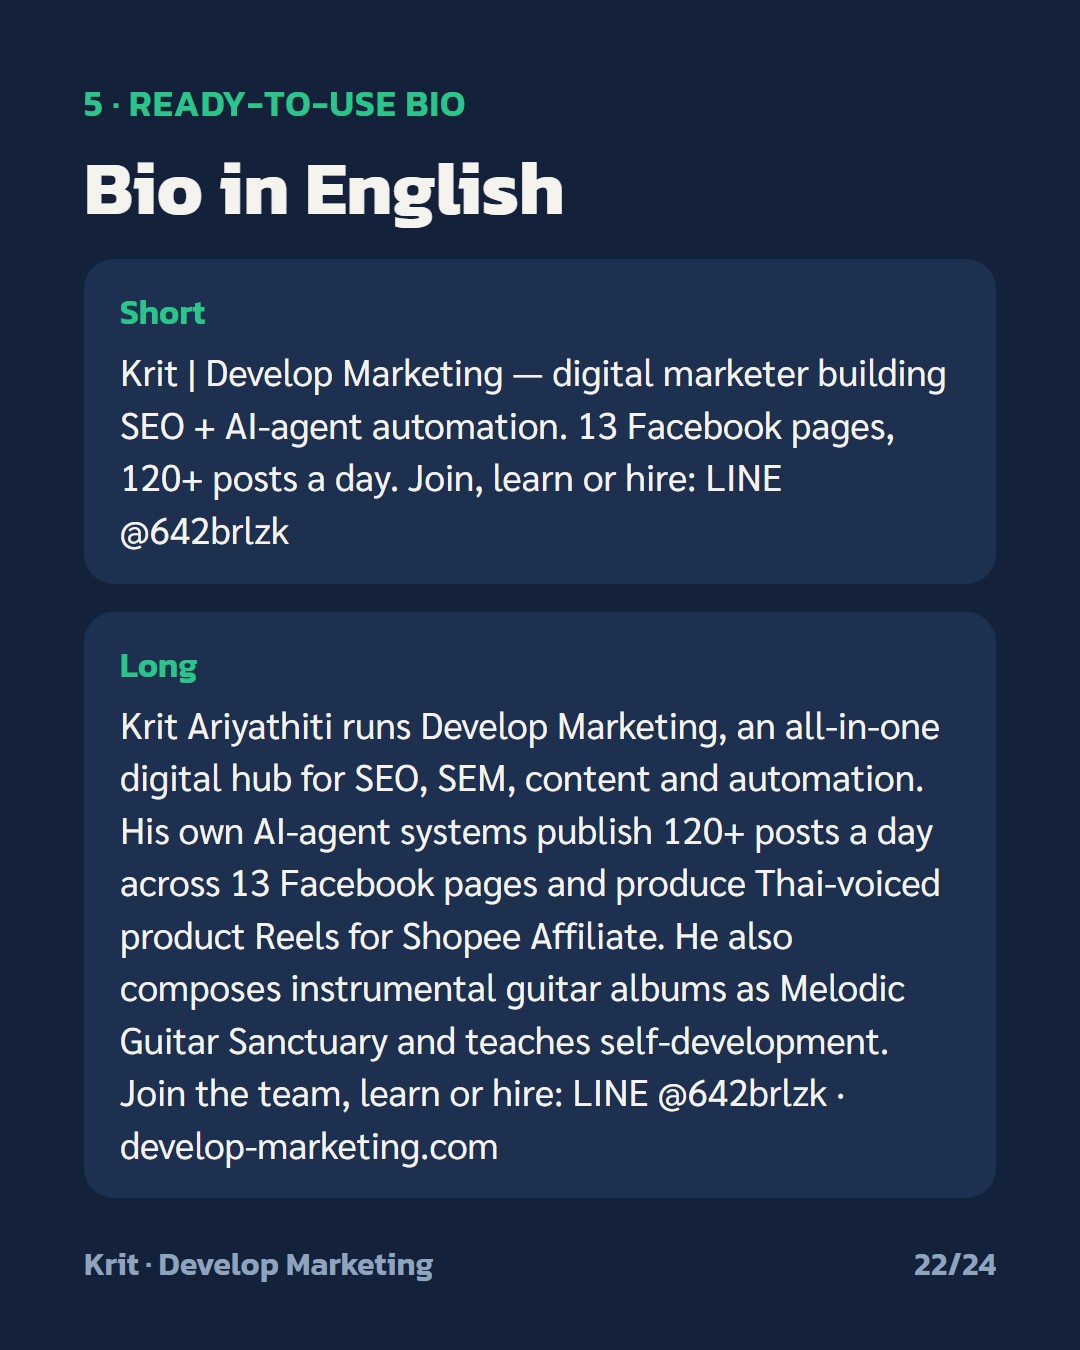 5 · READY-TO-USE BIO
Bio in English
Short
Krit | Develop Marketing — digital marketer building
SEO + AI-agent automation. 13 Facebook pages,
120+ posts a day. Join, learn or hire: LINE
@642brlzk
Long
Krit Ariyathiti runs Develop Marketing, an all-in-one
digital hub for SEO, SEM, content and automation.
His own AI-agent systems publish 120+ posts a day
across 13 Facebook pages and produce Thai-voiced
product Reels for Shopee Affiliate. He also
composes instrumental guitar albums as Melodic
Guitar Sanctuary and teaches self-development.
Join the team, learn or hire: LINE @642brlzk ·
develop-marketing.com
Krit · Develop Marketing
22/24